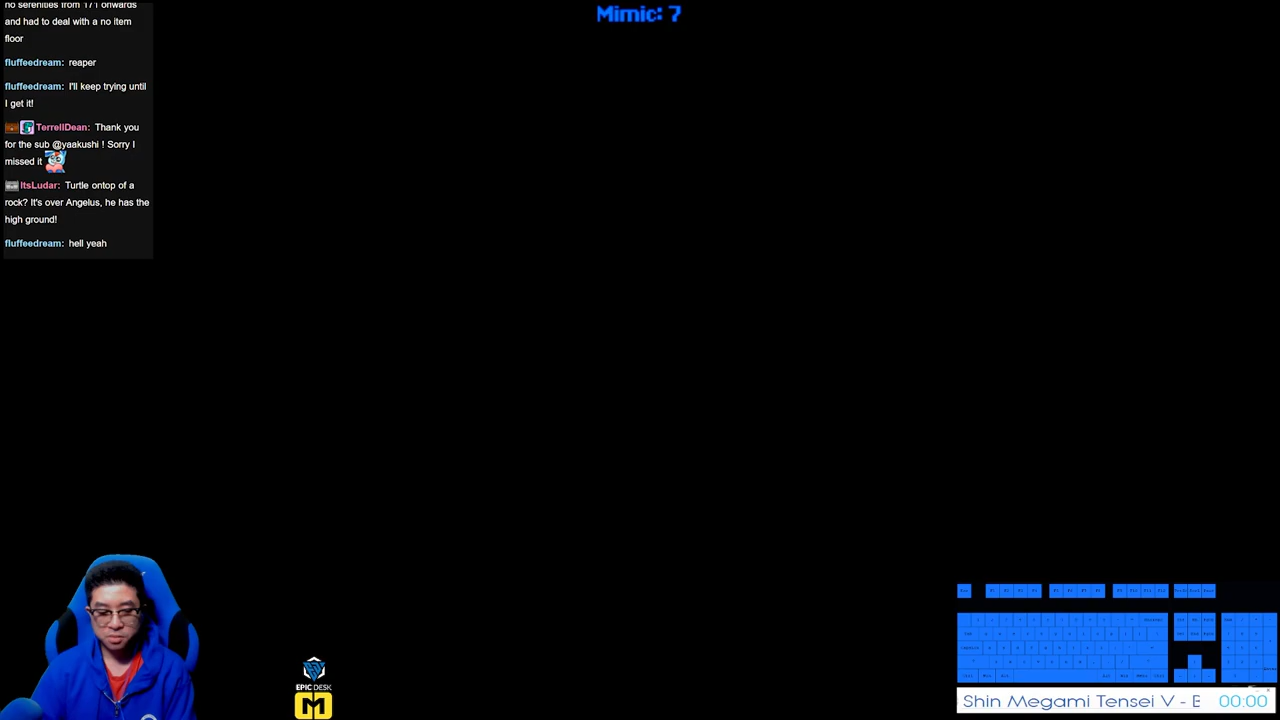 no serenities from 171 onwards
and had to deal with a no item
floor
fluffeedream: reaper
fluffeedream: I'll keep trying until
I get it!
TerrellDean: Thank you
for the sub @yaakushi ! Sorry I
missed it
ItsLudar: Turtle ontop of a
rock? It's over Angelus, he has the
high ground!
fluffeedream: hell yeah
Mimic: 7
EPIC DESK
M
Shin Megami Tensei V - E
00:00